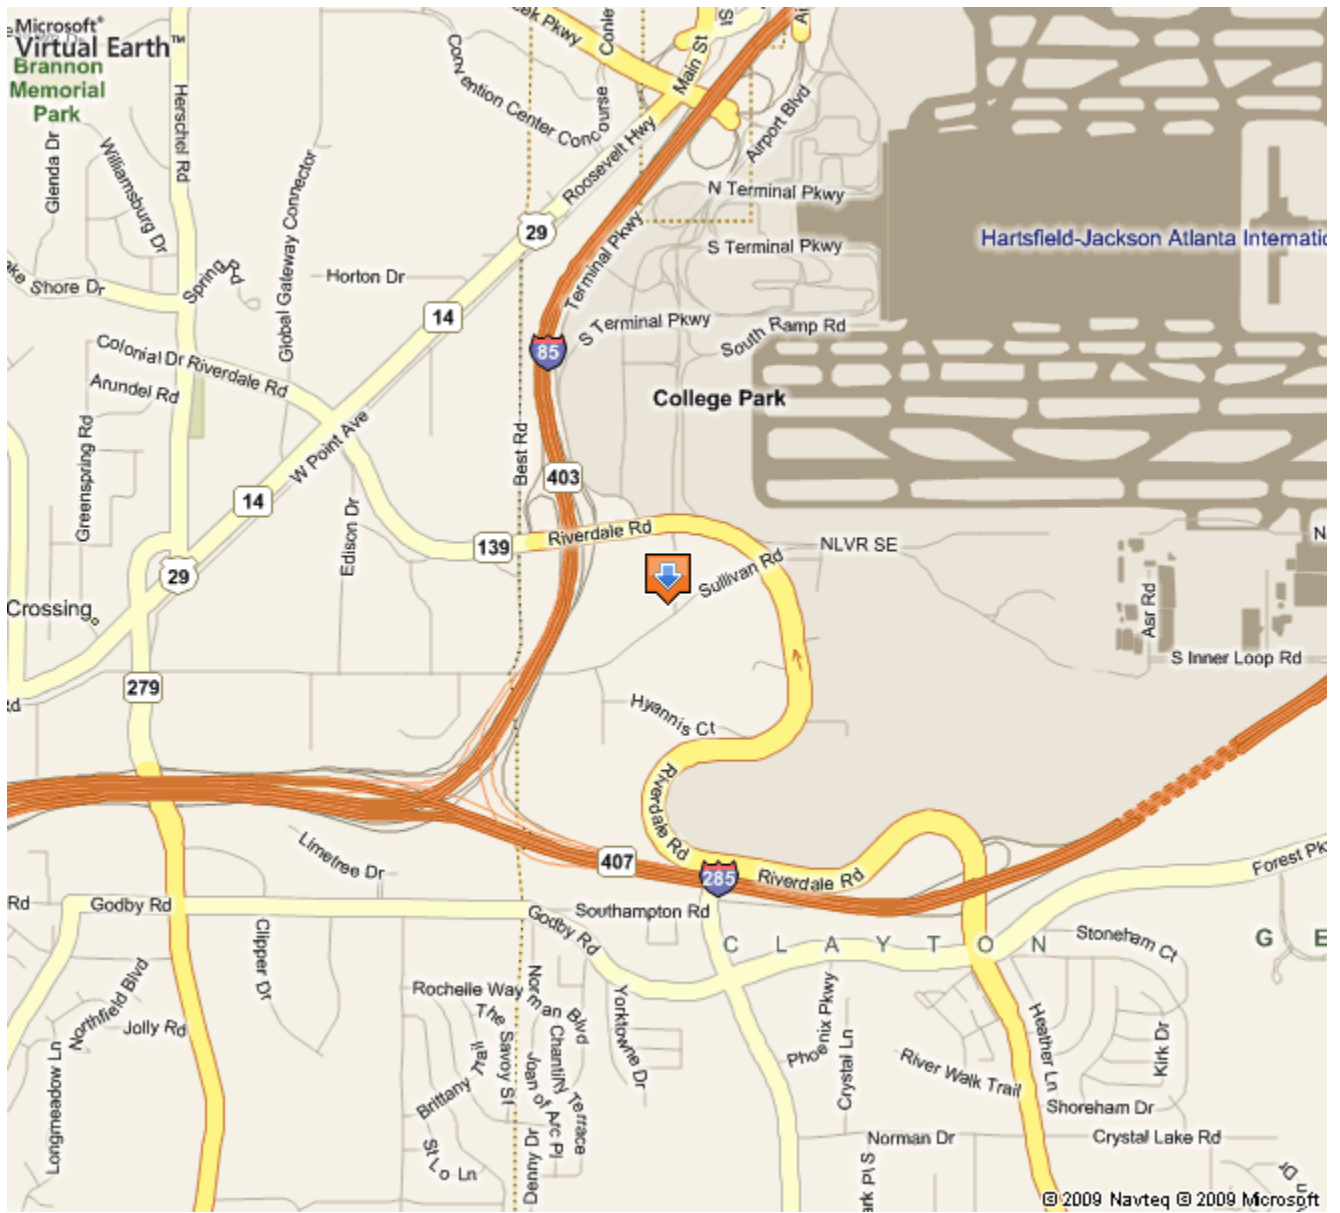 Microsoft®
Virtual Earth™
Brannon
Memorial
Park
Herschel Rd
Glenda Dr
Williamsburg Dr
Global Gateway Connector
Convention Center Concourse
Pkwy
Main St
St
Roosevelt Hwy
Airport Blvd
N Terminal Pkwy
S Terminal Pkwy
Hartsfield-Jackson Atlanta Internatio
29
Terminal Pkwy
Shore Dr
Spring Rd
Horton Dr
14
S Terminal Pkwy
South Ramp Rd
85
Colonial Dr
Riverdale Rd
Arundel Rd
College Park
Greenspring Rd
W Point Ave
Best Rd
403
14
Edison Dr
139
Riverdale Rd
NLVR SE
Sullivan Rd
29
Crossing
Asr Rd
S Inner Loop Rd
279
Rd
Hyannis Ct
Riverdale Rd
Limetree Dr
407
285
Riverdale Rd
Forest
Rd
Godby Rd
Godby Rd
Southampton Rd
CLAYTON
Stoneham Ct
G E
Clipper Dr
Northfield Blvd
Jolly Rd
Longmeadow Ln
Rochelle Way
The Savoy St
Brittany Trail
St Lo Ln
Norman Blvd
Chantilly Terrace
Joan of Arc Pl
Denny Dr
Yorktowne Dr
Phoenix Pkwy
Crystal Ln
River Walk Trail
Heather Ln
Kirk Dr
Shoreham Dr
Norman Dr
Crystal Lake Rd
Pl S
Dr
© 2009 Navteq © 2009 Microsoft